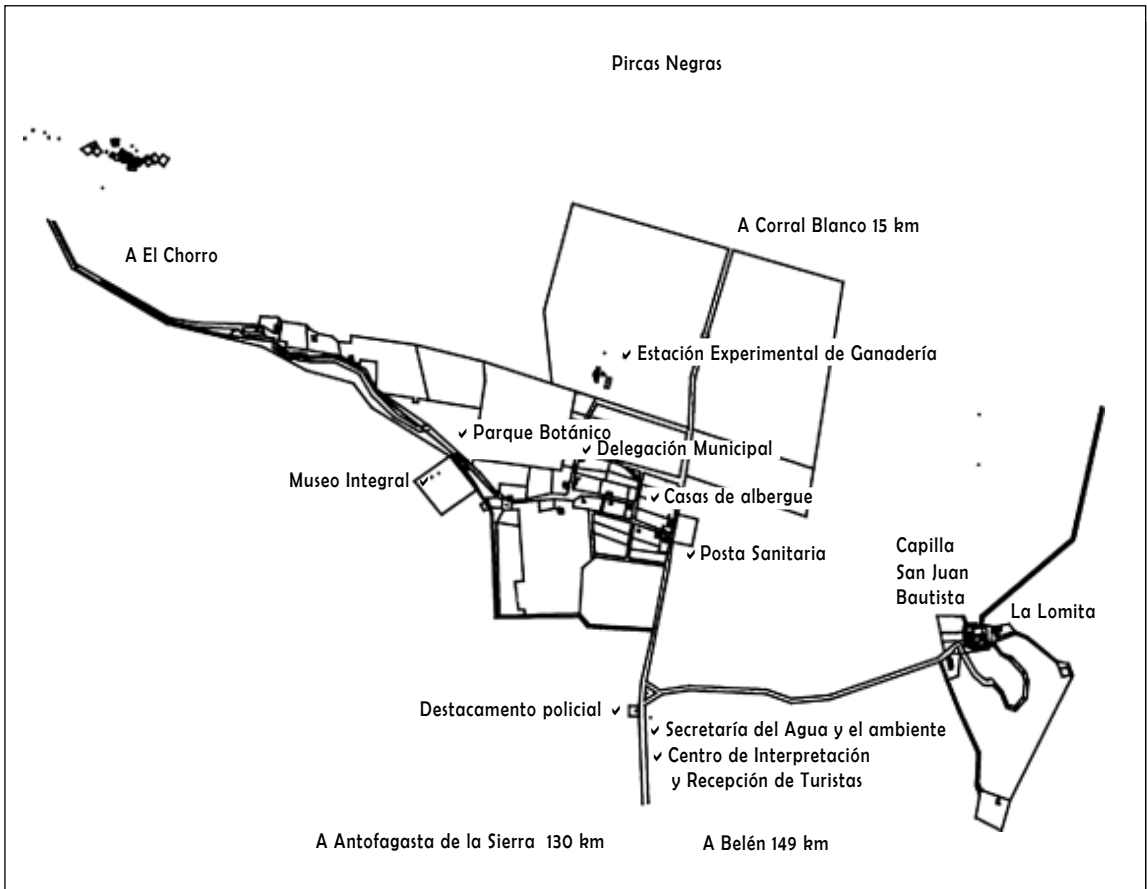 Pircas Negras
A Corral Blanco 15 km
A El Chorro
Estación Experimental de Ganadería
Parque Botánico
Delegación Municipal
Museo Integral
Casas de albergue
Posta Sanitaria
Capilla
San Juan
Bautista
La Lomita
Destacamento policial
Secretaría del Agua y el ambiente
Centro de Interpretación
y Recepción de Turistas
A Antofagasta de la Sierra 130 km
A Belén 149 km